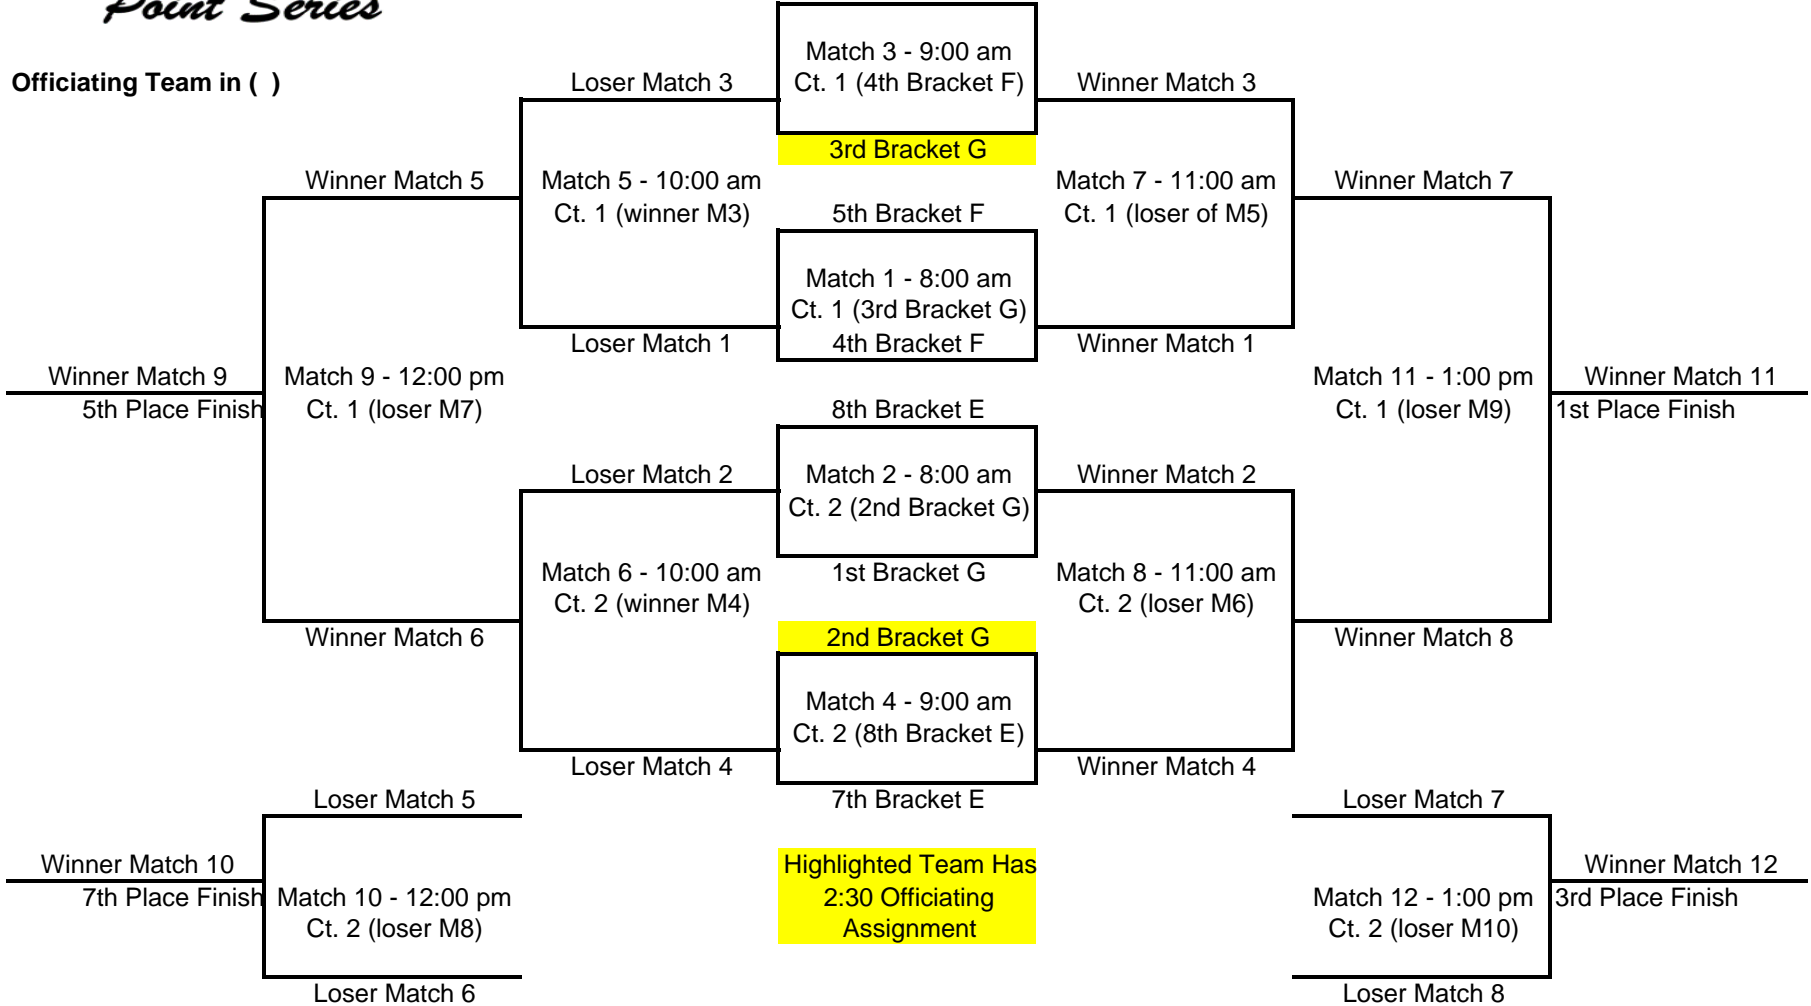 Point Series
Match 3 - 9:00 am
Officiating Team in ( )
Loser Match 3
Ct. 1 (4th Bracket F)
Winner Match 3
3rd Bracket G
Winner Match 5
Match 5 - 10:00 am
Match 7 - 11:00 am
Winner Match 7
Ct. 1 (winner M3)
5th Bracket F
Ct. 1 (loser of M5)
Match 1 - 8:00 am
Ct. 1 (3rd Bracket G)
Loser Match 1
4th Bracket F
Winner Match 1
Winner Match 9
Match 9 - 12:00 pm
Match 11 - 1:00 pm
Winner Match 11
5th Place Finish
Ct. 1 (loser M7)
8th Bracket E
Ct. 1 (loser M9)
1st Place Finish
Loser Match 2
Match 2 - 8:00 am
Winner Match 2
Ct. 2 (2nd Bracket G)
Match 6 - 10:00 am
1st Bracket G
Match 8 - 11:00 am
Ct. 2 (winner M4)
Ct. 2 (loser M6)
Winner Match 6
2nd Bracket G
Winner Match 8
Match 4 - 9:00 am
Ct. 2 (8th Bracket E)
Loser Match 4
Winner Match 4
Loser Match 5
7th Bracket E
Loser Match 7
Winner Match 10
Highlighted Team Has
Winner Match 12
7th Place Finish
Match 10 - 12:00 pm
2:30 Officiating
Match 12 - 1:00 pm
3rd Place Finish
Ct. 2 (loser M8)
Assignment
Ct. 2 (loser M10)
Loser Match 6
Loser Match 8